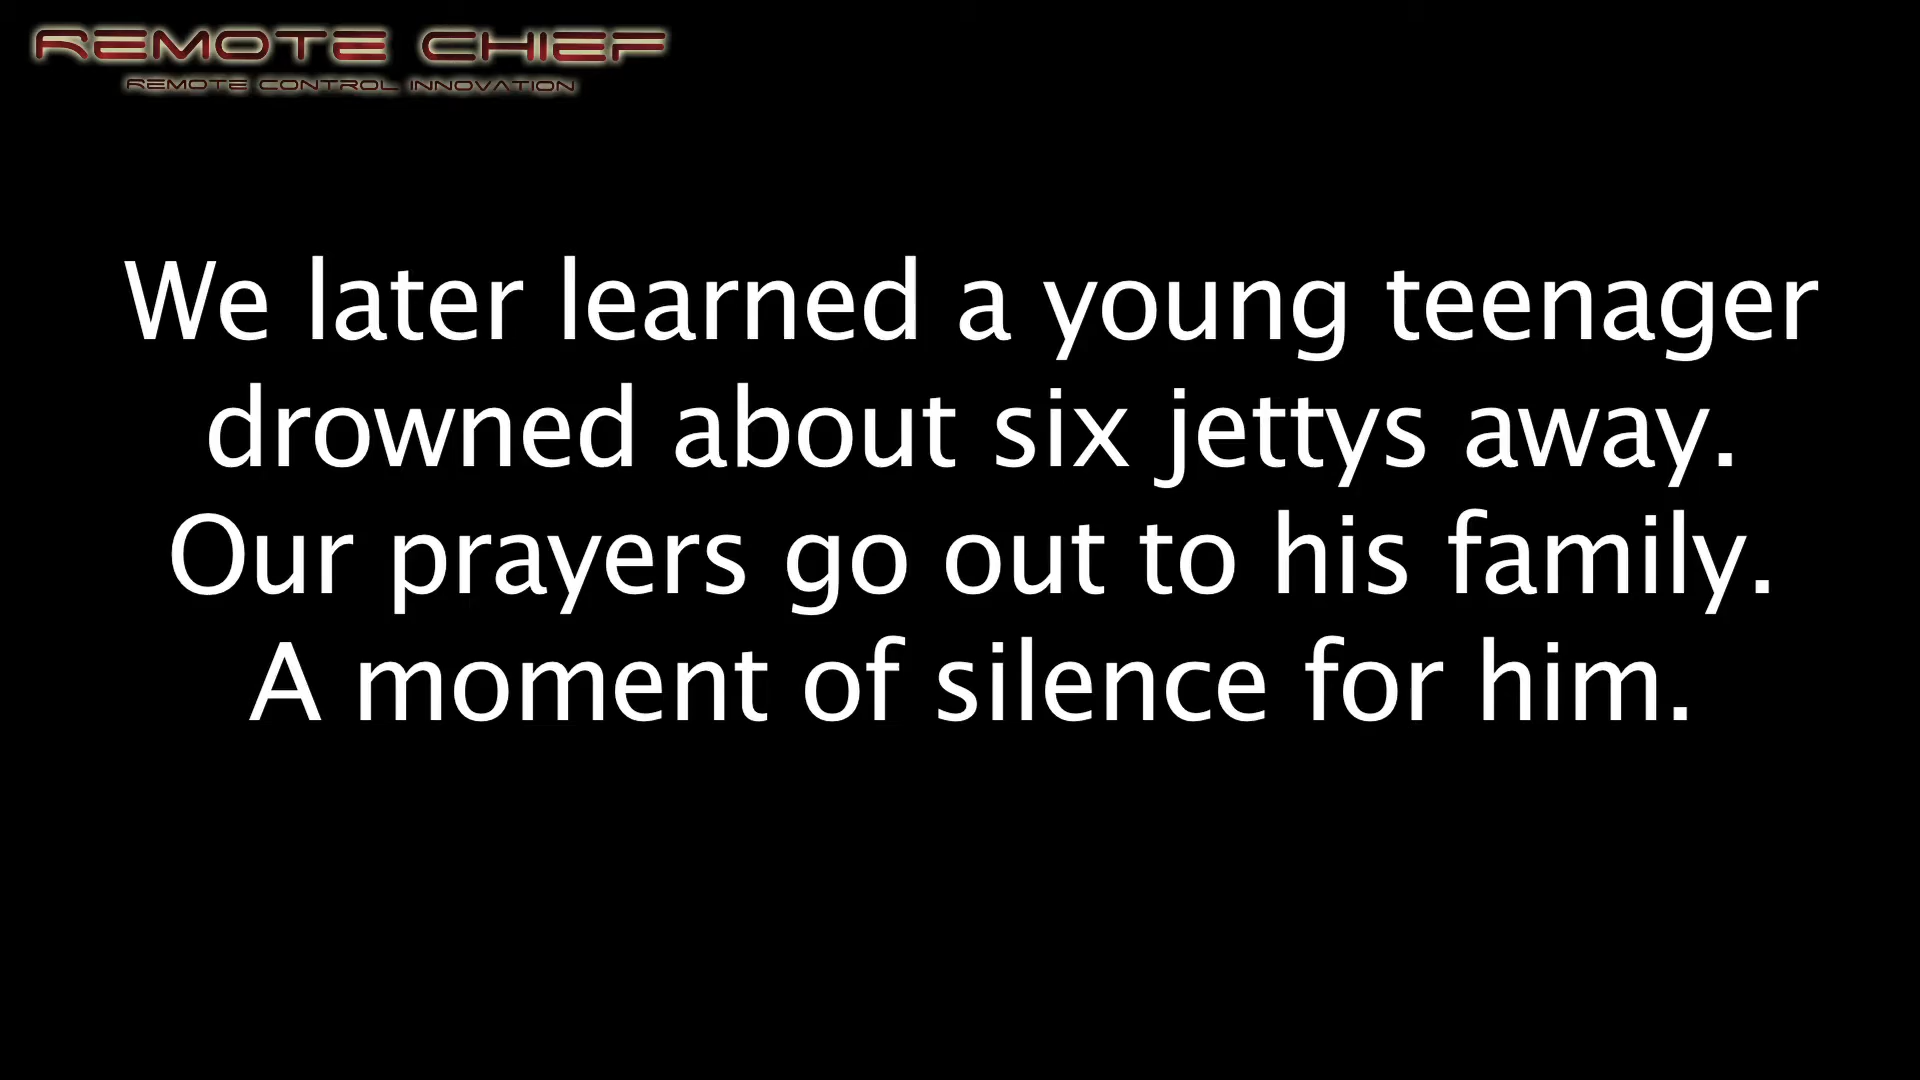 REMOTE CHIEF
REMOTE CONTROL INNOVATION
We later learned a young teenager
drowned about six jettys away.
Our prayers go out to his family.
A moment of silence for him.